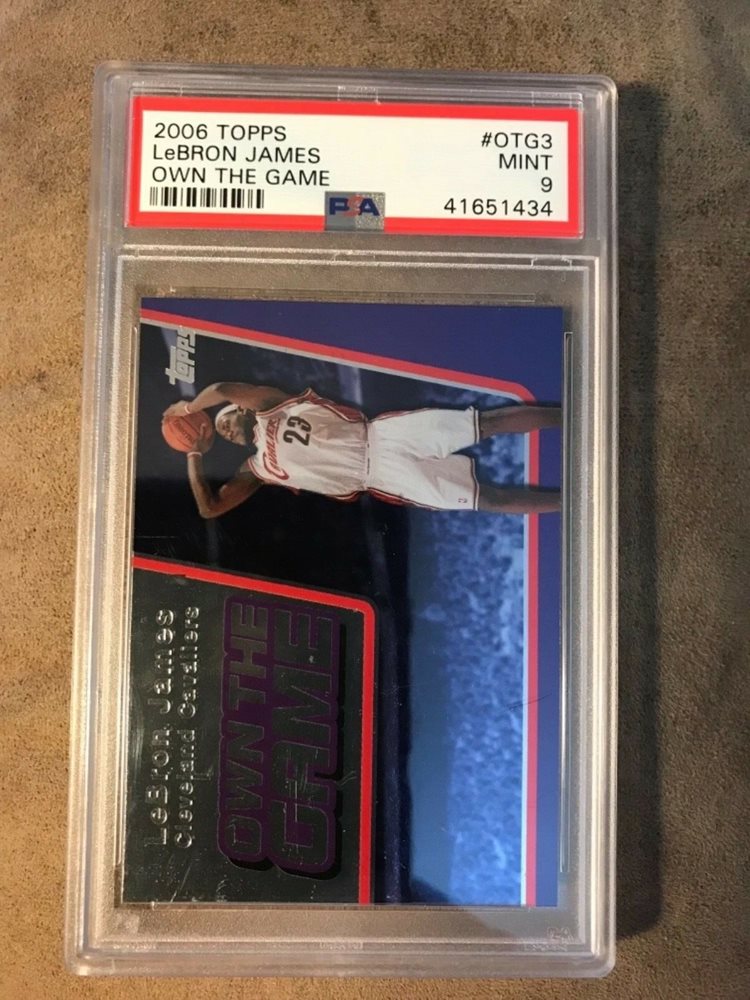 2006 TOPPS #OTG3
LeBRON JAMES MINT
OWN THE GAME 9
PSA 41651434
Topps
CAVALIERS
23
OWN THE
GAME
LeBron James
Cleveland Cavaliers